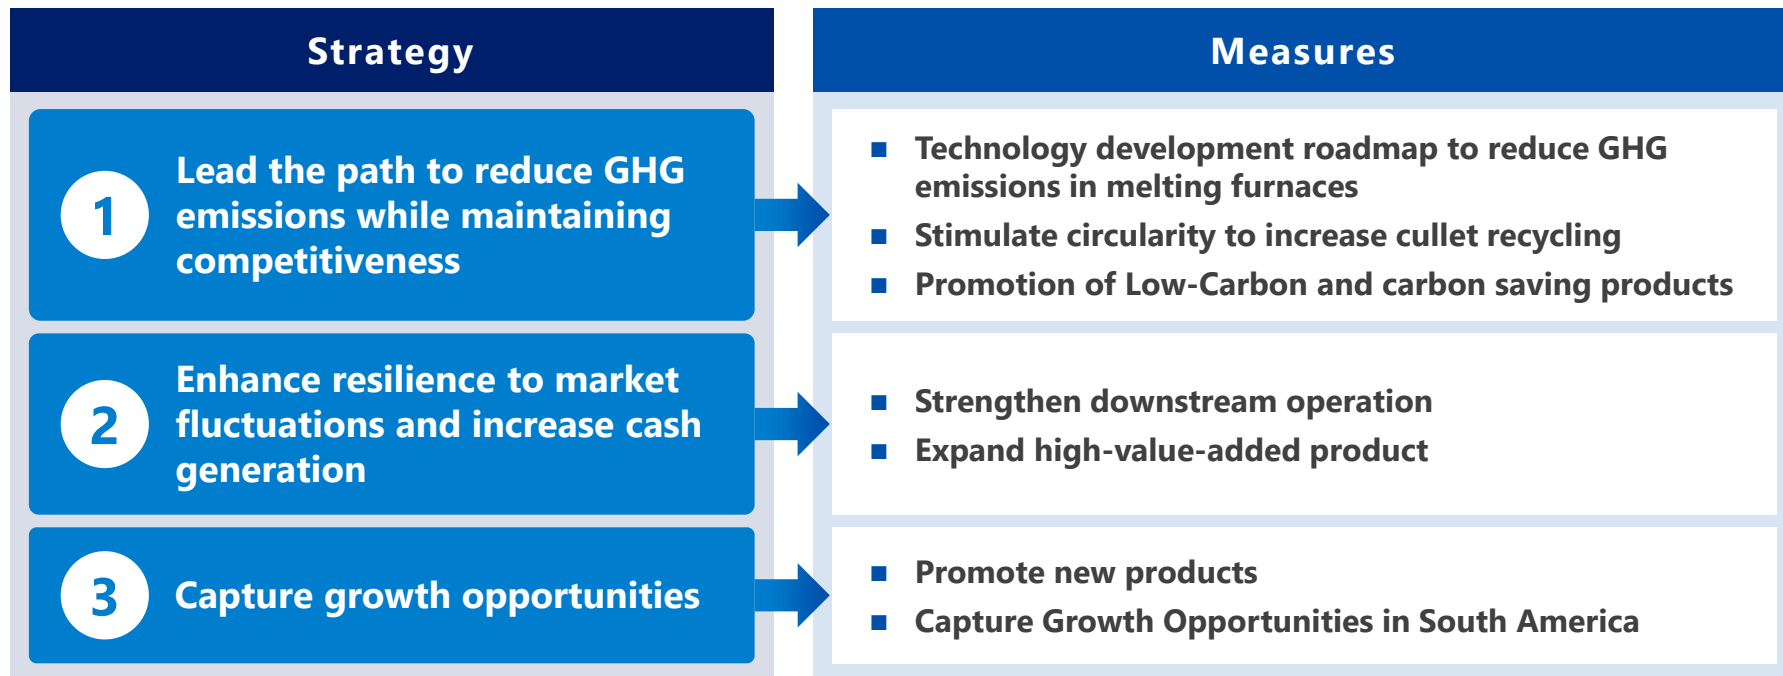 Strategy
Measures
1
Lead the path to reduce GHG
emissions while maintaining
competitiveness
■ Technology development roadmap to reduce GHG
emissions in melting furnaces
■ Stimulate circularity to increase cullet recycling
■ Promotion of Low-Carbon and carbon saving products
2
Enhance resilience to market
fluctuations and increase cash
generation
■ Strengthen downstream operation
■ Expand high-value-added product
3
Capture growth opportunities
■ Promote new products
■ Capture Growth Opportunities in South America